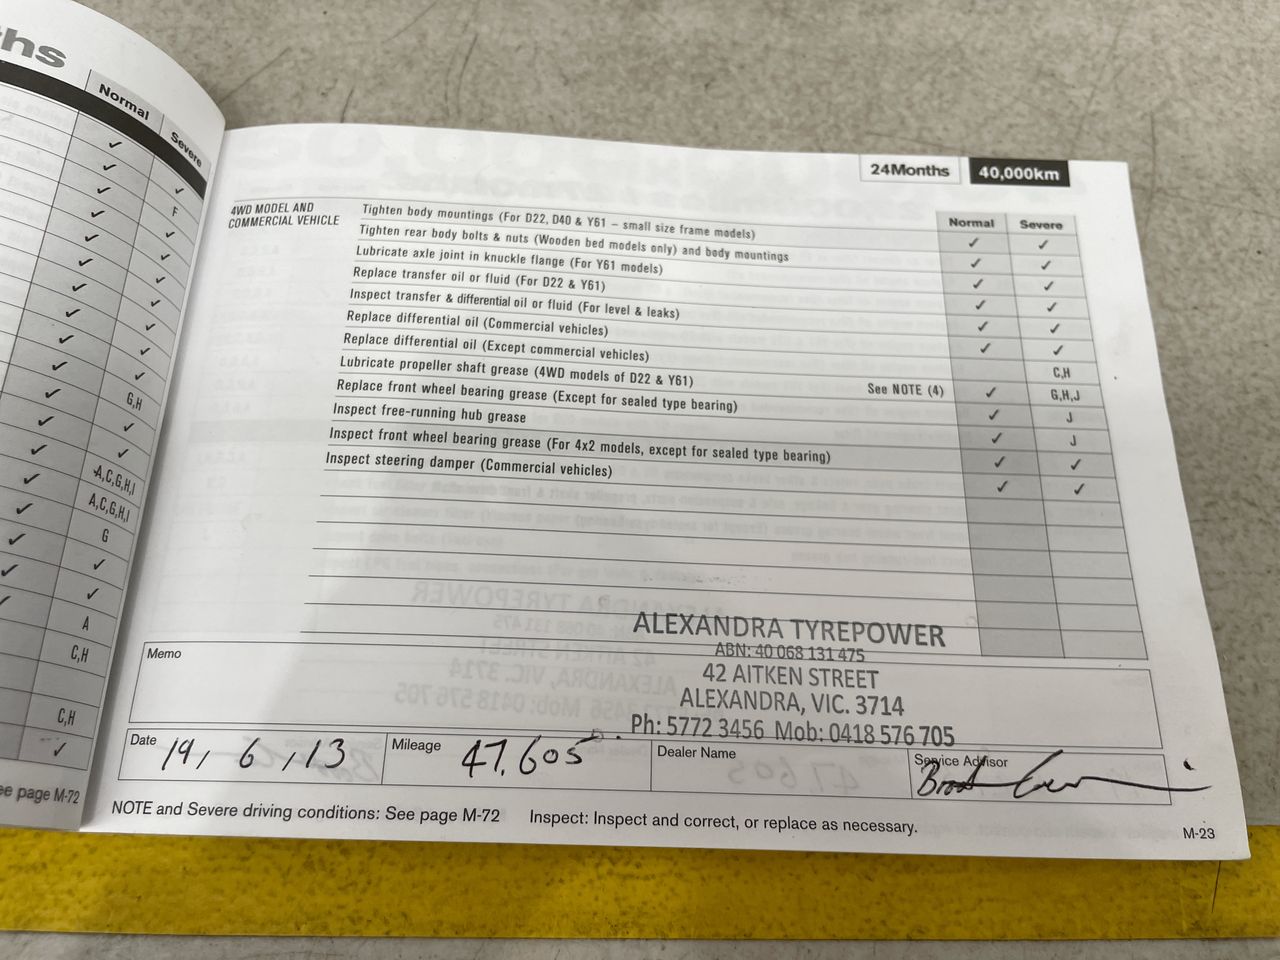 ths
Normal
Severe
✓
✓ ✓
✓ F
✓ ✓
✓ ✓
✓ ✓
✓ ✓
✓ ✓
✓ ✓
✓ ✓
✓ G,H
✓ ✓
✓ ✓
✓ A,C,G,H,I
✓ A,C,G,H,I
✓ G
✓ ✓
✓ ✓
✓ A
C,H
C,H
✓
ee page M-72
24Months 40,000km
Normal Severe
4WD MODEL AND
COMMERCIAL VEHICLE
Tighten body mountings (For D22, D40 & Y61 – small size frame models) ✓ ✓
Tighten rear body bolts & nuts (Wooden bed models only) and body mountings ✓ ✓
Lubricate axle joint in knuckle flange (For Y61 models) ✓ ✓
Replace transfer oil or fluid (For D22 & Y61) ✓ ✓
Inspect transfer & differential oil or fluid (For level & leaks) ✓ ✓
Replace differential oil (Commercial vehicles) ✓ ✓
Replace differential oil (Except commercial vehicles) C,H
Lubricate propeller shaft grease (4WD models of D22 & Y61) See NOTE (4) ✓ G,H,J
Replace front wheel bearing grease (Except for sealed type bearing) ✓ J
Inspect free-running hub grease ✓ J
Inspect front wheel bearing grease (For 4x2 models, except for sealed type bearing) ✓ ✓
Inspect steering damper (Commercial vehicles) ✓ ✓
ALEXANDRA TYREPOWER
ABN: 40 068 131 475
42 AITKEN STREET
ALEXANDRA, VIC. 3714
Ph: 5772 3456 Mob: 0418 576 705
Memo
Date 19, 6, 13 Mileage 47,605 Dealer Name Service Advisor
NOTE and Severe driving conditions: See page M-72 Inspect: Inspect and correct, or replace as necessary.
M-23